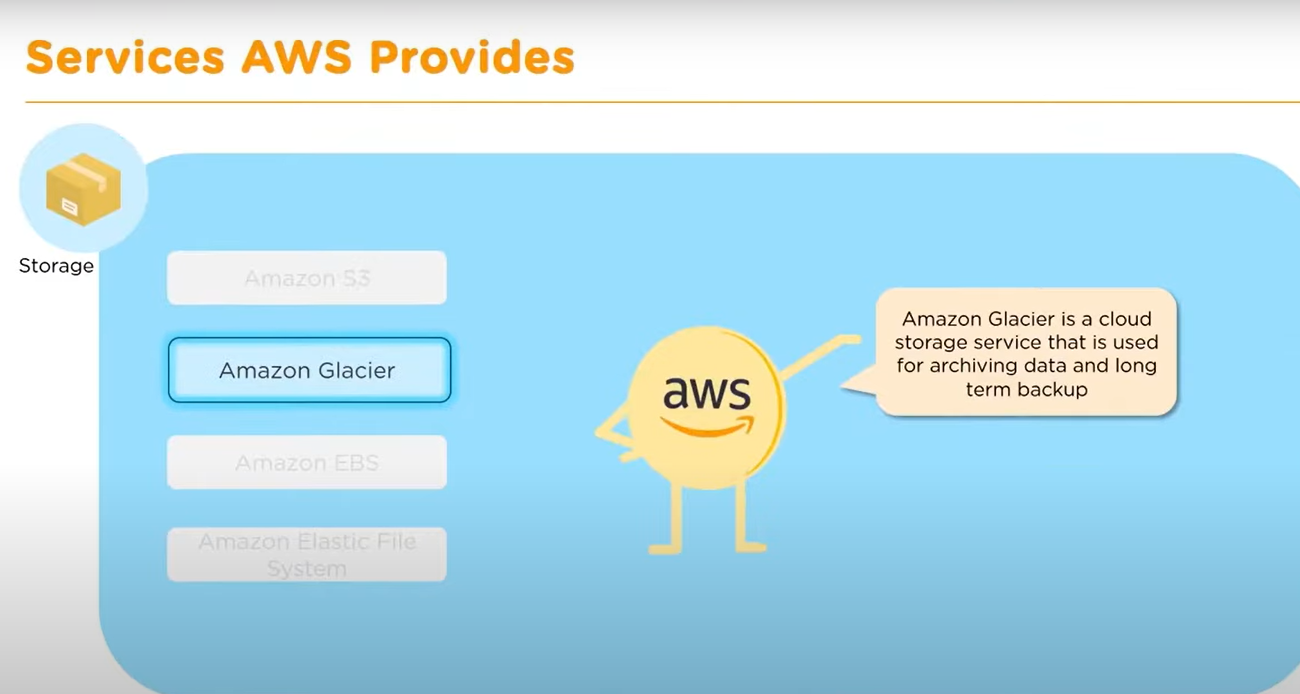 Services AWS Provides
Storage
Amazon S3
Amazon Glacier
Amazon EBS
Amazon Elastic File
System
aws
Amazon Glacier is a cloud
storage service that is used
for archiving data and long
term backup